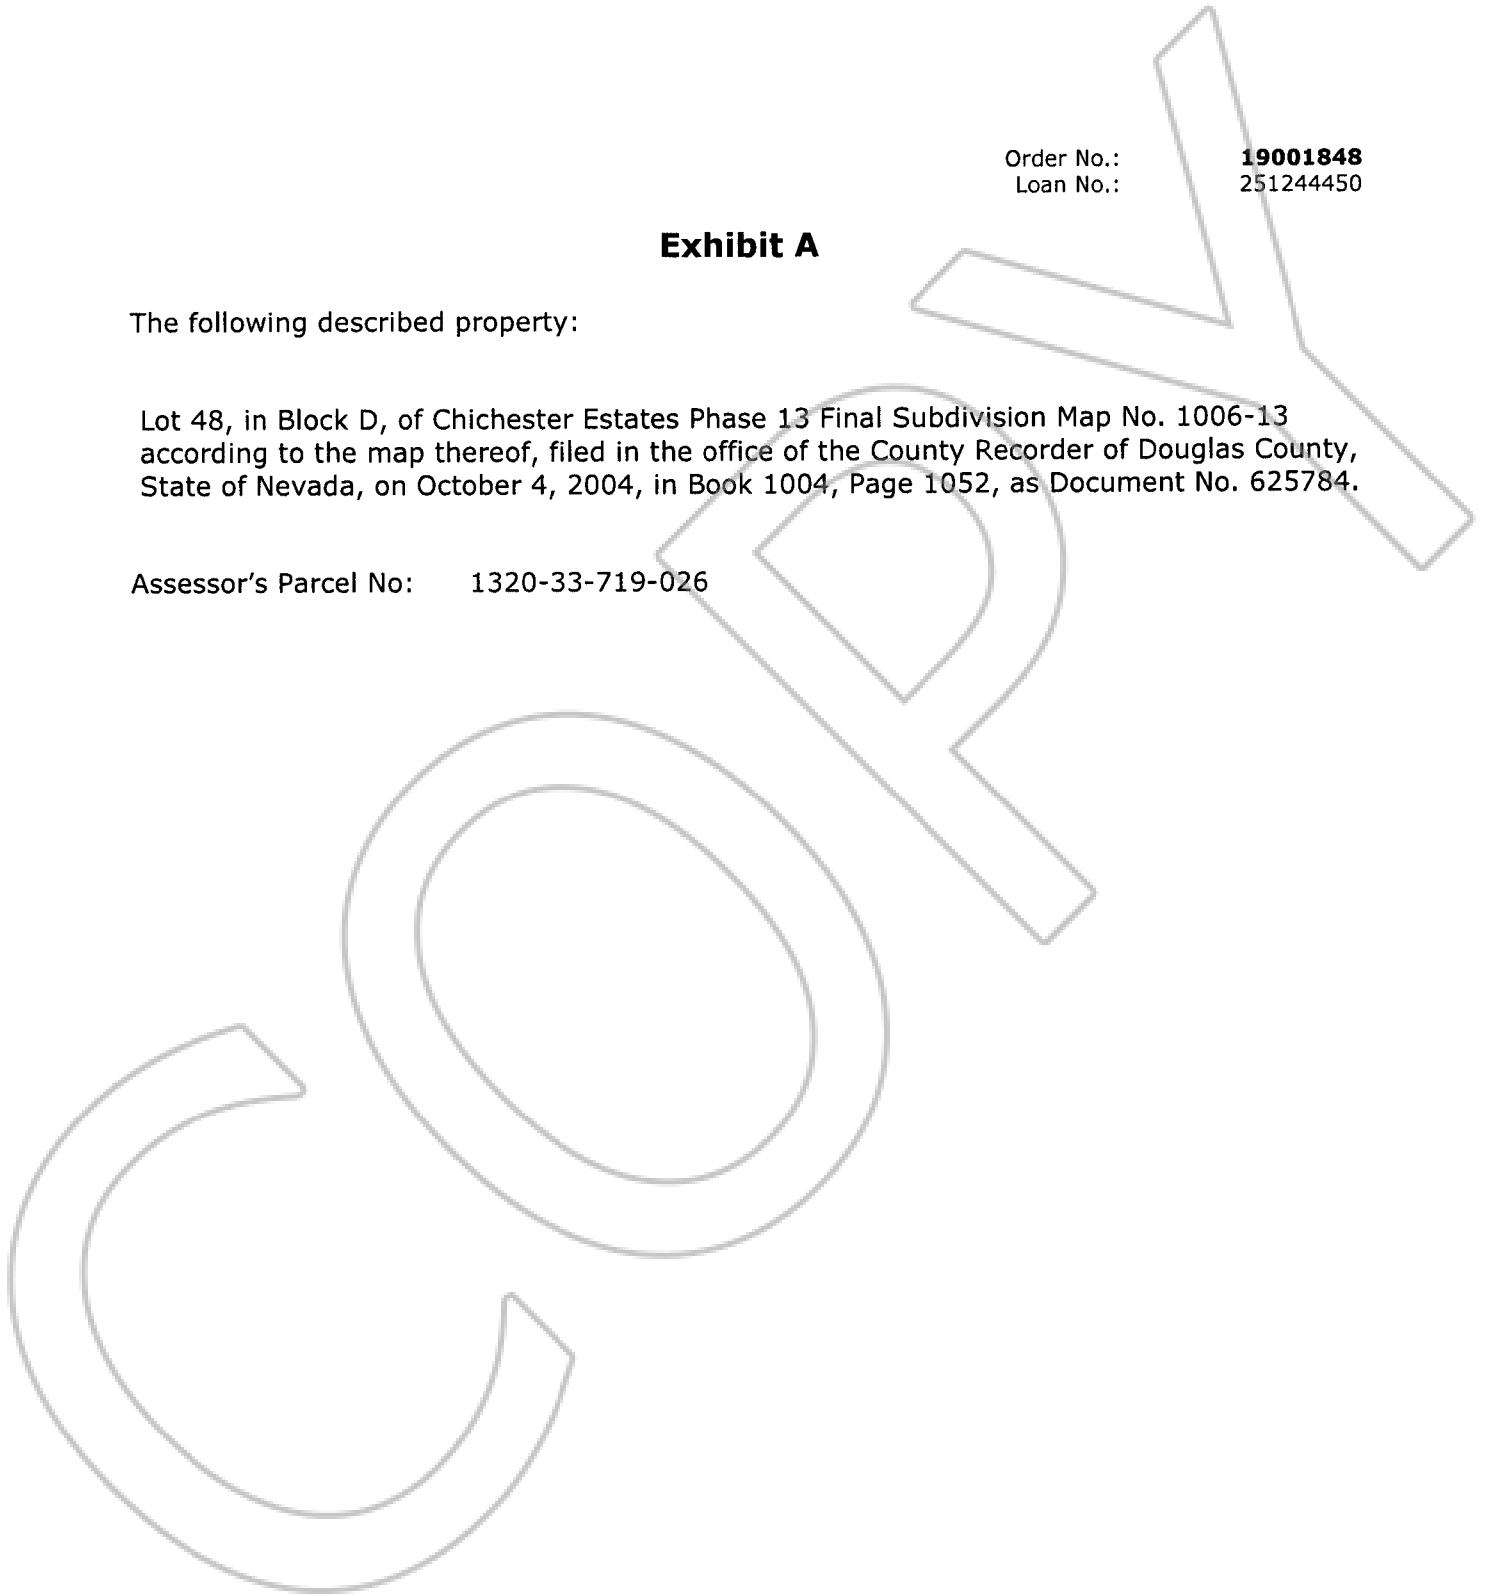 Order No.: 19001848
Loan No.: 251244450
Exhibit A
The following described property:
Lot 48, in Block D, of Chichester Estates Phase 13 Final Subdivision Map No. 1006-13
according to the map thereof, filed in the office of the County Recorder of Douglas County,
State of Nevada, on October 4, 2004, in Book 1004, Page 1052, as Document No. 625784.
Assessor's Parcel No: 1320-33-719-026
COPY